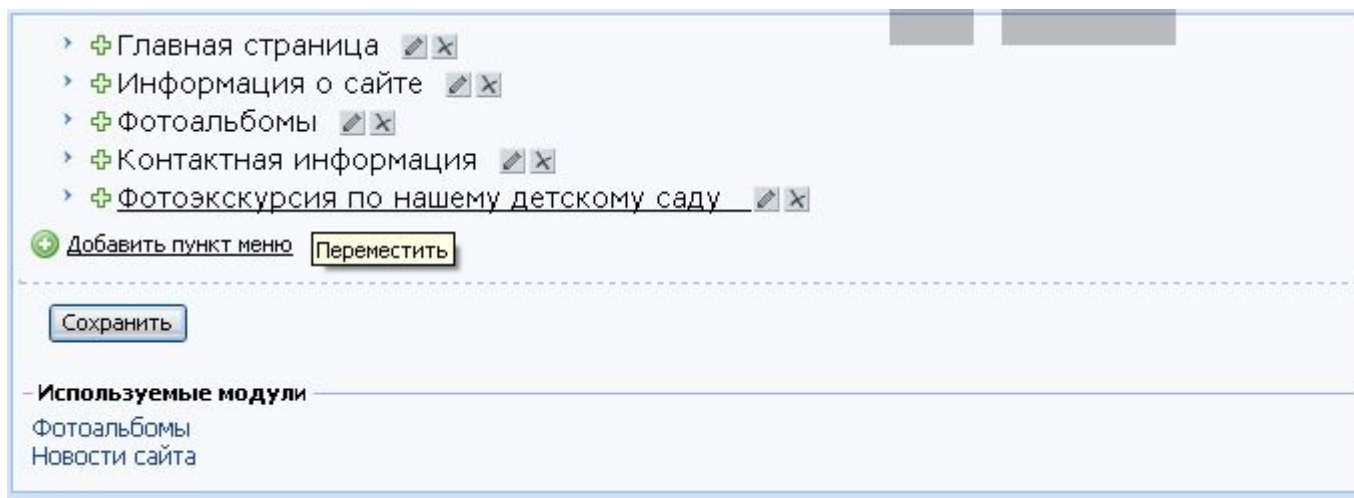 Главная страница
Информация о сайте
Фотоальбомы
Контактная информация
Фотоэкскурсия по нашему детскому саду
Добавить пункт меню
Переместить
Сохранить
Используемые модули
Фотоальбомы
Новости сайта